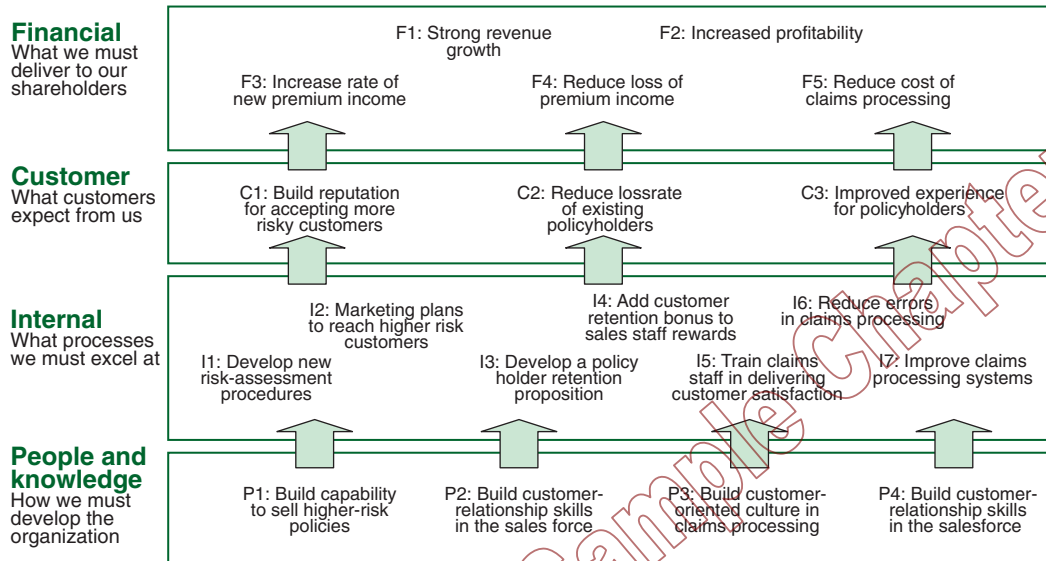 Financial
What we must
deliver to our
shareholders
F1: Strong revenue
growth
F2: Increased profitability
F3: Increase rate of
new premium income
F4: Reduce loss of
premium income
F5: Reduce cost of
claims processing
Customer
What customers
expect from us
C1: Build reputation
for accepting more
risky customers
C2: Reduce lossrate
of existing
policyholders
C3: Improved experience
for policyholders
Internal
What processes
we must excel at
I2: Marketing plans
to reach higher risk
customers
I4: Add customer
retention bonus to
sales staff rewards
I6: Reduce errors
in claims processing
I1: Develop new
risk-assessment
procedures
I3: Develop a policy
holder retention
proposition
I5: Train claims
staff in delivering
customer satisfaction
I7: Improve claims
processing systems
People and
knowledge
How we must
develop the
organization
P1: Build capability
to sell higher-risk
policies
P2: Build customer-
relationship skills
in the sales force
P3: Build customer-
oriented culture in
claims processing
P4: Build customer-
relationship skills
in the salesforce
Sample Chapte